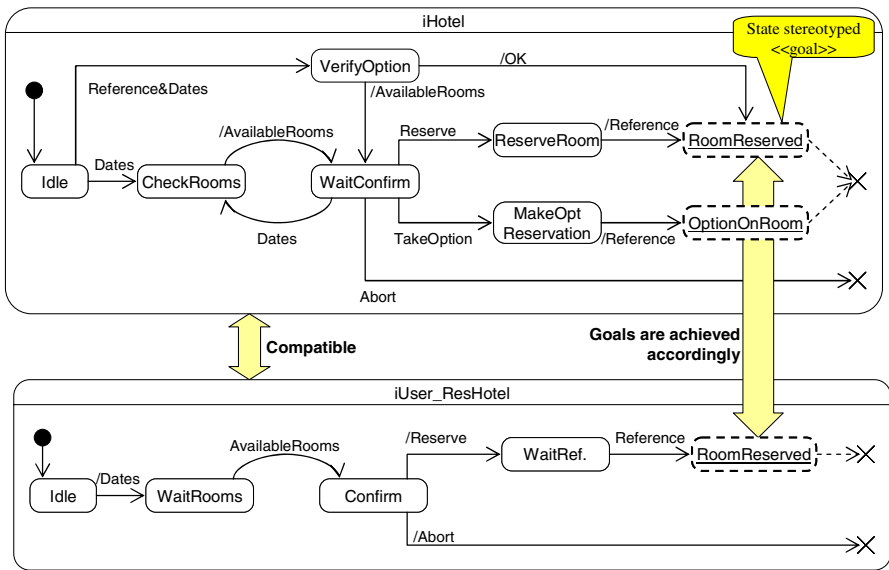 iHotel
State stereotyped
<<goal>>
/OK
VerifyOption
Reference&Dates
/AvailableRooms
/AvailableRooms
Reserve
/Reference
ReserveRoom
RoomReserved
Dates
Idle
CheckRooms
WaitConfirm
MakeOpt
Reservation
OptionOnRoom
Dates
TakeOption
/Reference
Abort
Compatible
Goals are achieved
accordingly
iUser_ResHotel
AvailableRooms
/Reserve
Reference
WaitRef.
RoomReserved
/Dates
Idle
WaitRooms
Confirm
/Abort